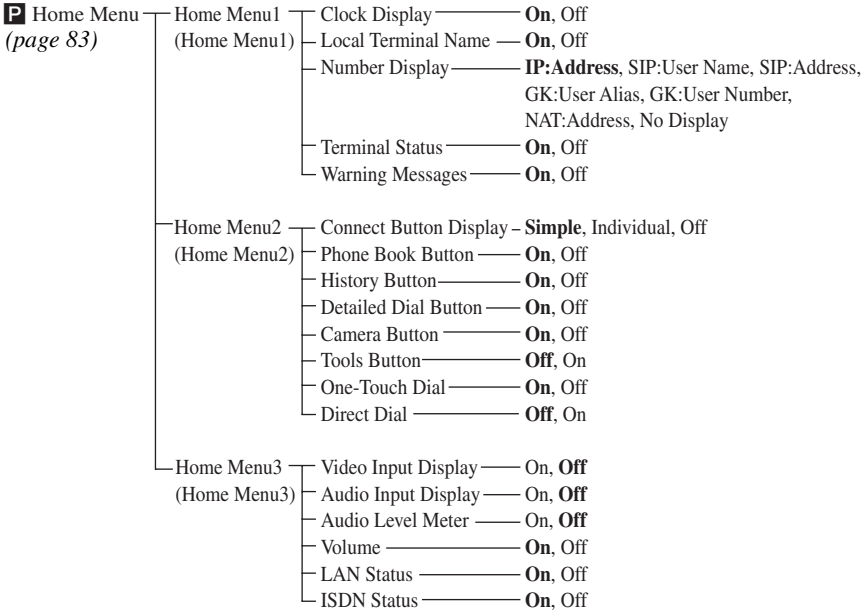 P Home Menu Home Menu1 Clock Display On, Off
(page 83) (Home Menu1) Local Terminal Name On, Off
Number Display IP:Address, SIP:User Name, SIP:Address,
GK:User Alias, GK:User Number,
NAT:Address, No Display
Terminal Status On, Off
Warning Messages On, Off
Home Menu2 Connect Button Display Simple, Individual, Off
(Home Menu2) Phone Book Button On, Off
History Button On, Off
Detailed Dial Button On, Off
Camera Button On, Off
Tools Button Off, On
One-Touch Dial On, Off
Direct Dial Off, On
Home Menu3 Video Input Display On, Off
(Home Menu3) Audio Input Display On, Off
Audio Level Meter On, Off
Volume On, Off
LAN Status On, Off
ISDN Status On, Off